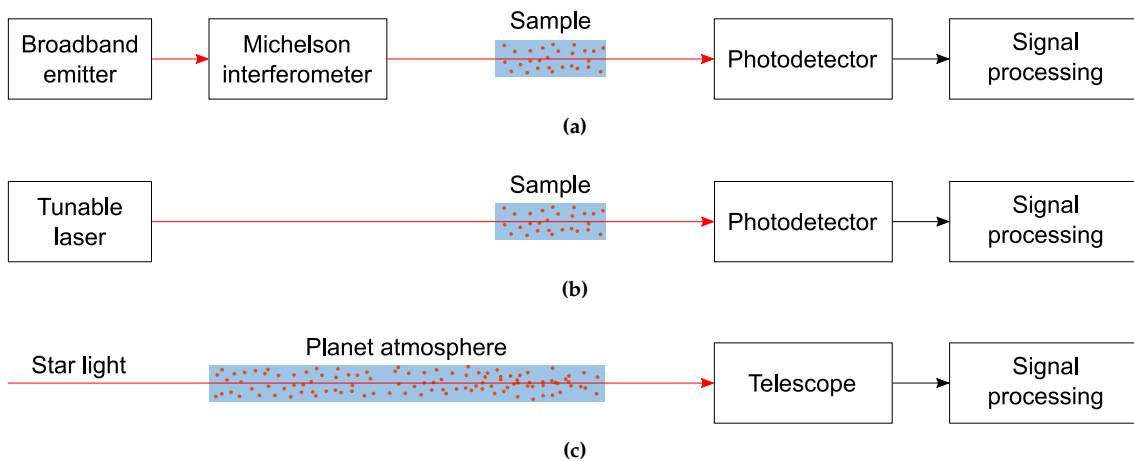 Sample
Broadband emitter
Michelson interferometer
Photodetector
Signal processing
(a)
Sample
Tunable laser
Photodetector
Signal processing
(b)
Star light
Planet atmosphere
Telescope
Signal processing
(c)